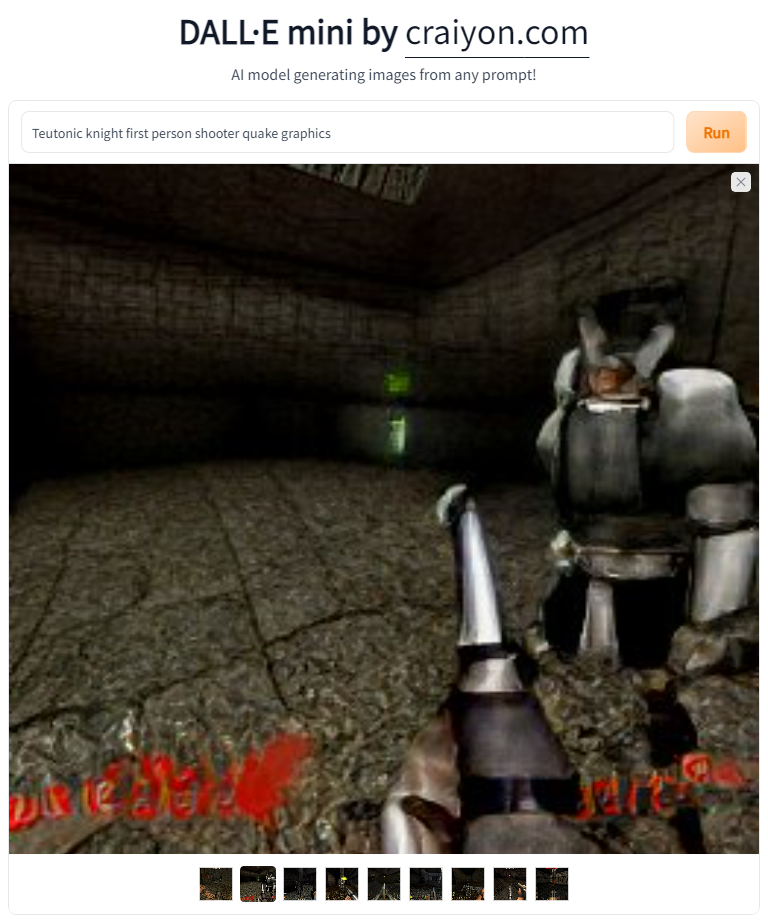 DALL·E mini by craiyon.com
AI model generating images from any prompt!
Teutonic knight first person shooter quake graphics
Run